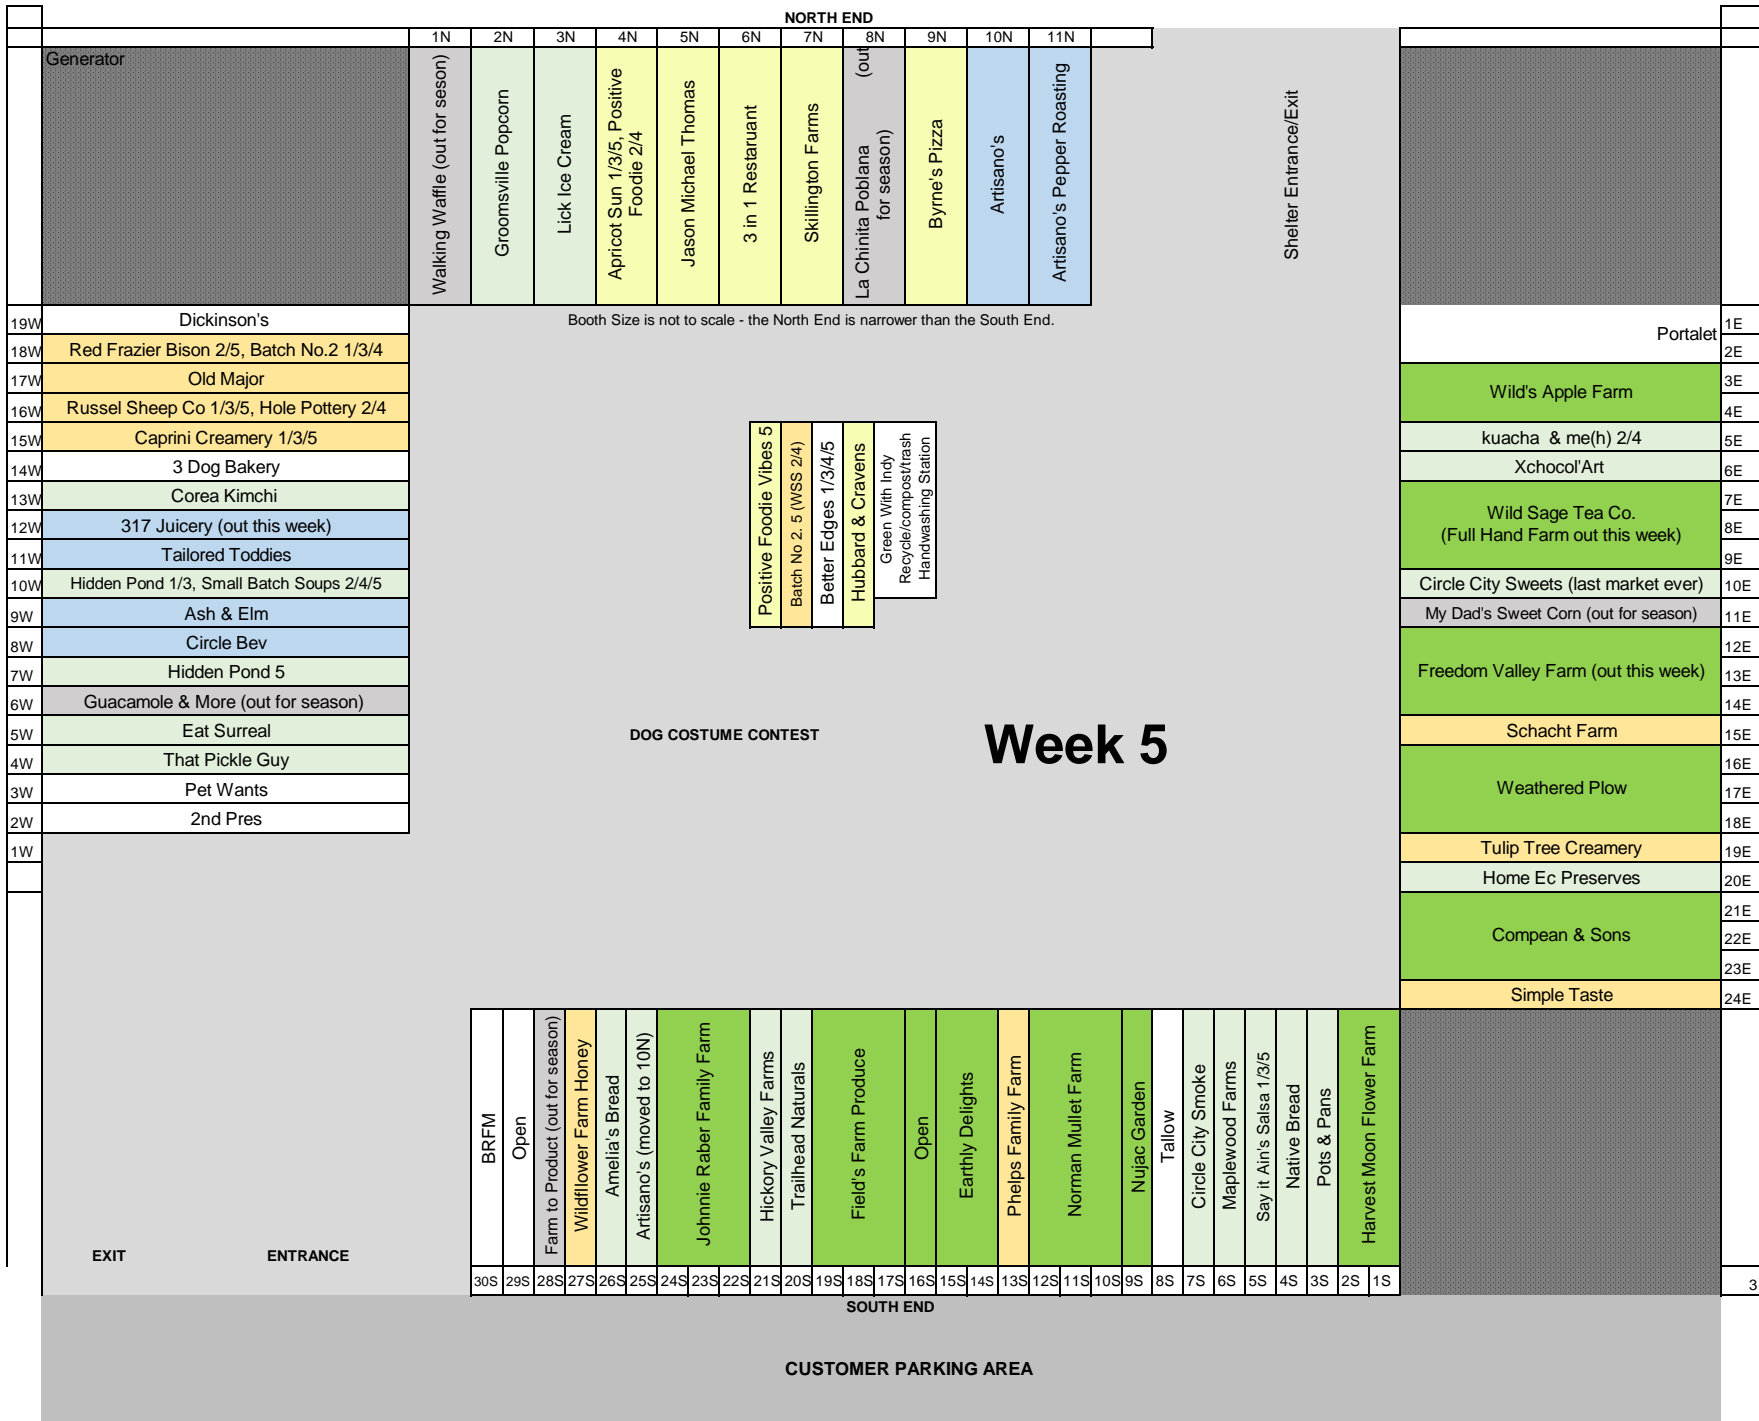 NORTH END
1N 2N 3N 4N 5N 6N 7N 8N 9N 10N 11N
Generator
Walking Waffle (out for seson)
Groomsville Popcorn
Lick Ice Cream
Apricot Sun 1/3/5, Positive
Foodie 2/4
Jason Michael Thomas
3 in 1 Restaruant
Skillington Farms
La Chinita Poblana (out
for season)
Byrne's Pizza
Artisano's
Artisano's Pepper Roasting
Shelter Entrance/Exit
Booth Size is not to scale - the North End is narrower than the South End.
19W Dickinson's
18W Red Frazier Bison 2/5, Batch No.2 1/3/4
17W Old Major
16W Russel Sheep Co 1/3/5, Hole Pottery 2/4
15W Caprini Creamery 1/3/5
14W 3 Dog Bakery
13W Corea Kimchi
12W 317 Juicery (out this week)
11W Tailored Toddies
10W Hidden Pond 1/3, Small Batch Soups 2/4/5
9W Ash & Elm
8W Circle Bev
7W Hidden Pond 5
6W Guacamole & More (out for season)
5W Eat Surreal
4W That Pickle Guy
3W Pet Wants
2W 2nd Pres
1W
Positive Foodie Vibes 5
Batch No 2. 5 (WSS 2/4)
Better Edges 1/3/4/5
Hubbard & Cravens
Green With Indy
Recycle/compost/trash
Handwashing Station
DOG COSTUME CONTEST
Week 5
Portalet
1E
2E
Wild's Apple Farm
3E
4E
kuacha & me(h) 2/4 5E
Xchocol'Art 6E
7E
Wild Sage Tea Co.
(Full Hand Farm out this week)
8E
9E
Circle City Sweets (last market ever) 10E
My Dad's Sweet Corn (out for season) 11E
12E
Freedom Valley Farm (out this week) 13E
14E
Schacht Farm 15E
16E
Weathered Plow 17E
18E
Tulip Tree Creamery 19E
Home Ec Preserves 20E
21E
Compean & Sons 22E
23E
Simple Taste 24E
BRFM
Open
Farm to Product (out for season)
Wildfllower Farm Honey
Amelia's Bread
Artisano's (moved to 10N)
Johnnie Raber Family Farm
Hickory Valley Farms
Trailhead Naturals
Field's Farm Produce
Open
Earthly Delights
Phelps Family Farm
Norman Mullet Farm
Nujac Garden
Tallow
Circle City Smoke
Maplewood Farms
Say it Ain's Salsa 1/3/5
Native Bread
Pots & Pans
Harvest Moon Flower Farm
EXIT ENTRANCE
30S 29S 28S 27S 26S 25S 24S 23S 22S 21S 20S 19S 18S 17S 16S 15S 14S 13S 12S 11S 10S 9S 8S 7S 6S 5S 4S 3S 2S 1S 3
SOUTH END
CUSTOMER PARKING AREA